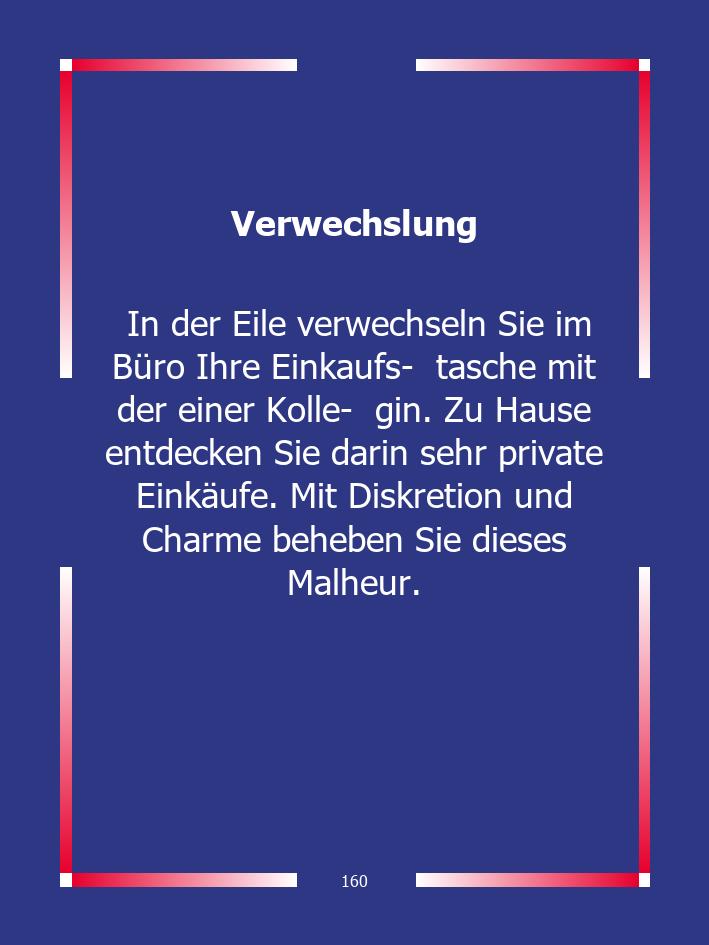 Verwechslung
In der Eile verwechseln Sie im
Büro Ihre Einkaufs-  tasche mit
der einer Kolle-  gin. Zu Hause
entdecken Sie darin sehr private
Einkäufe. Mit Diskretion und
Charme beheben Sie dieses
Malheur.
160